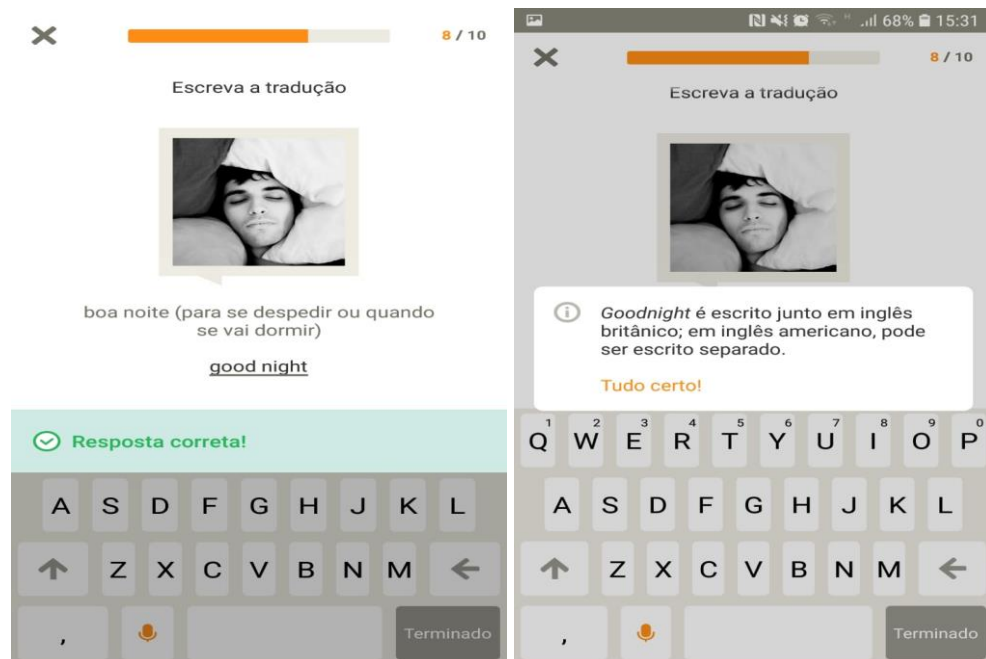 8 / 10
Escreva a tradução
boa noite (para se despedir ou quando
se vai dormir)
good night
Resposta correta!
A S D F G H J K L
Z X C V B N M
, Terminado
68% 15:31
8 / 10
Escreva a tradução
Goodnight é escrito junto em inglês
britânico; em inglês americano, pode
ser escrito separado.
Tudo certo!
1 2 3 4 5 6 7 8 9 0
Q W E R T Y U I O P
A S D F G H J K L
Z X C V B N M
, Terminado